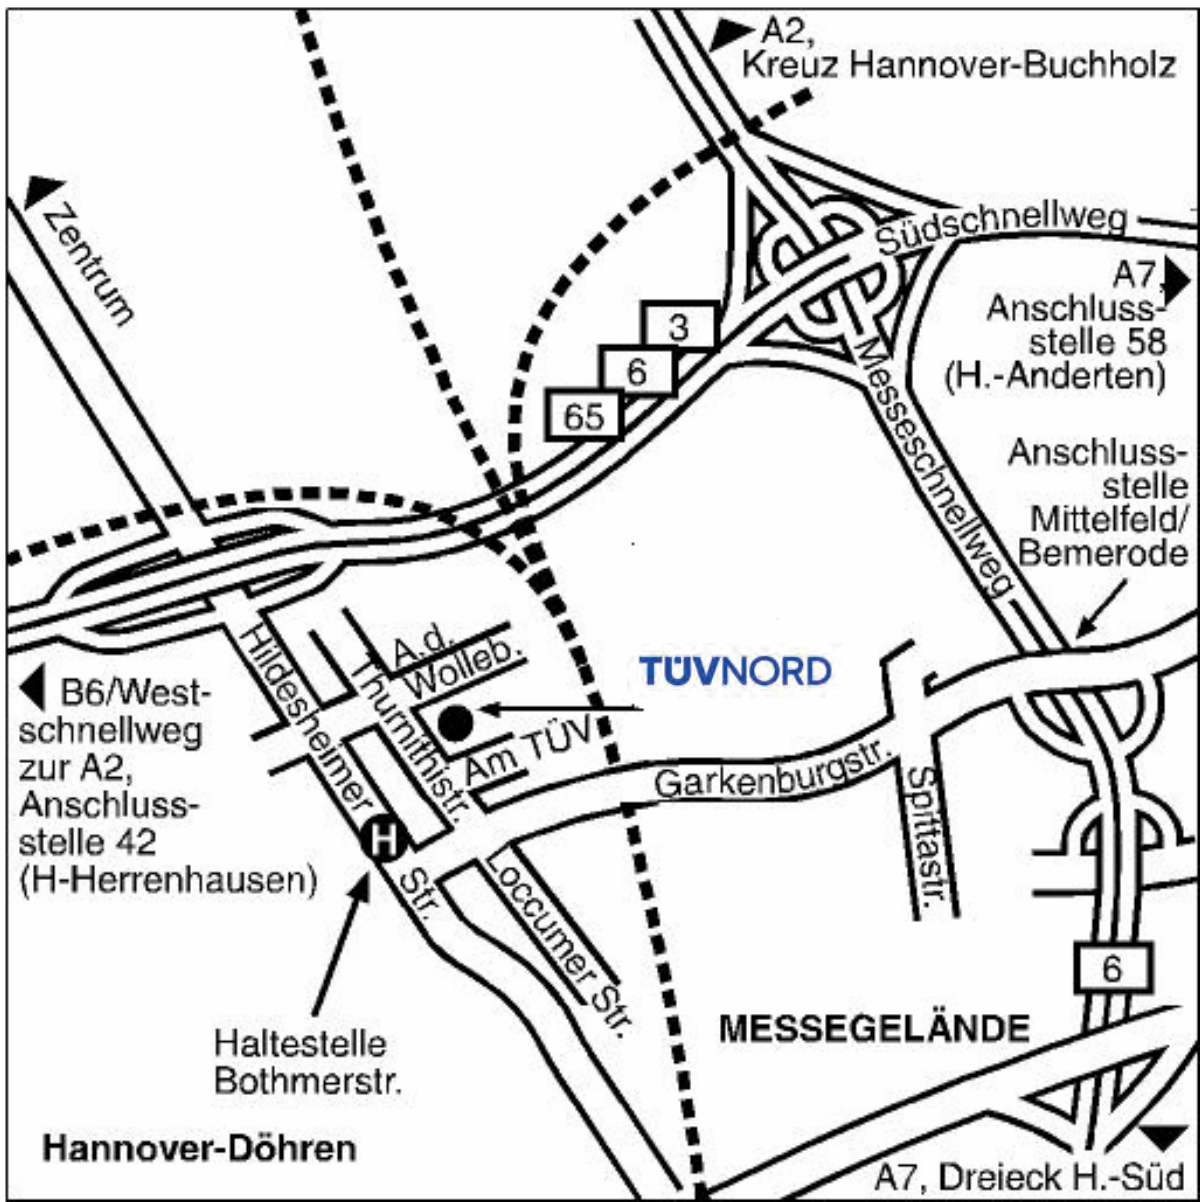 A2,
Kreuz Hannover-Buchholz
Zentrum
Südschnellweg
A7,
Anschluss-
stelle 58
(H.-Anderten)
3
6
65
Messeschnellweg
Anschluss-
stelle
Mittelfeld/
Bemerode
Hildesheimer
Str.
Thurnithistr.
A.d.
Wolleb.
TÜVNORD
Am TÜV
B6/West-
schnellweg
zur A2,
Anschluss-
stelle 42
(H-Herrenhausen)
Garkenburgstr.
Spittastr.
H
Loccumer Str.
6
Haltestelle
Bothmerstr.
MESSEGELÄNDE
Hannover-Döhren
A7, Dreieck H.-Süd